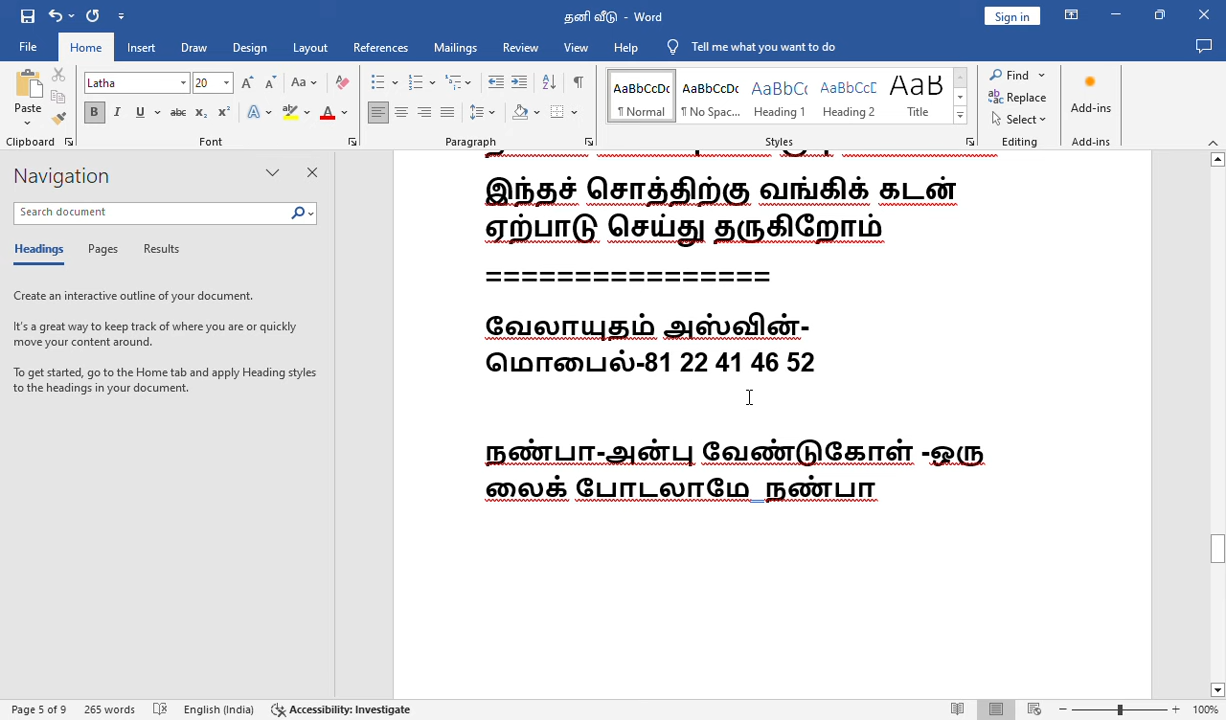 தனி வீடு - Word
Sign in
File Home Insert Draw Design Layout References Mailings Review View Help Tell me what you want to do
Paste
Latha 20
Aa
B I U abc x₂ x² A A
AaBbCcDc AaBbCcDc AaBbCc AaBbCcD AaB
¶ Normal ¶ No Spac... Heading 1 Heading 2 Title
Find
Replace
Select
Add-ins
Clipboard Font Paragraph Styles Editing Add-ins
Navigation
Search document
Headings Pages Results
Create an interactive outline of your document.
It's a great way to keep track of where you are or quickly
move your content around.
To get started, go to the Home tab and apply Heading styles
to the headings in your document.
இந்தச் சொத்திற்கு வங்கிக் கடன்
ஏற்பாடு செய்து தருகிறோம்
================
வேலாயுதம் அஸ்வின்-
மொபைல்-81 22 41 46 52
நண்பா-அன்பு வேண்டுகோள் -ஒரு
லைக் போடலாமே நண்பா
Page 5 of 9 265 words English (India) Accessibility: Investigate 100%